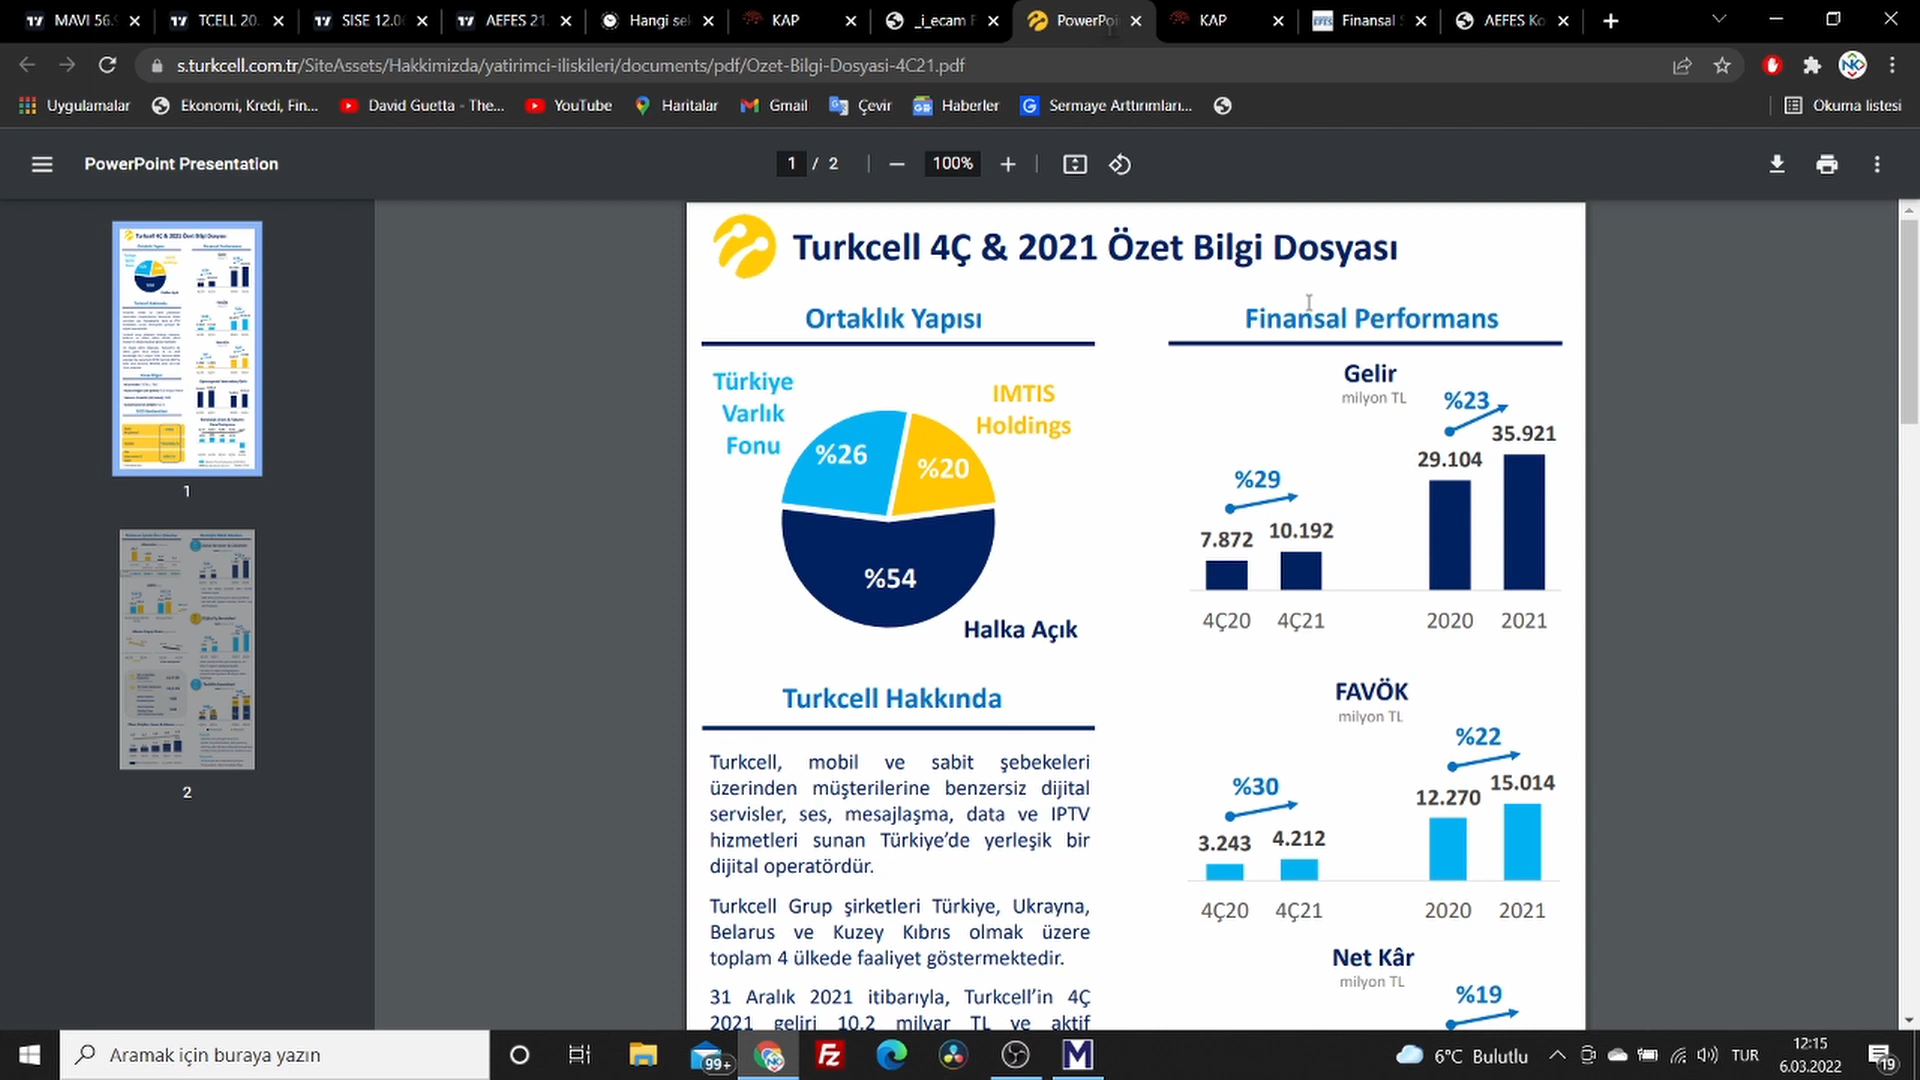 MAVI 56.
TCELL 20.
SISE 12.0
AEFES 21
Hangi se
KAP
_i_ecam F
PowerPoi
KAP
Finansal S
AEFES Ko
s.turkcell.com.tr/SiteAssets/Hakkimizda/yatirimci-iliskileri/documents/pdf/Ozet-Bilgi-Dosyasi-4C21.pdf
Uygulamalar
Ekonomi, Kredi, Fin...
David Guetta - The...
YouTube
Haritalar
Gmail
Çevir
Haberler
Sermaye Arttırımları...
Okuma listesi
PowerPoint Presentation
1 / 2
100%
1
2
Turkcell 4Ç & 2021 Özet Bilgi Dosyası
Ortaklık Yapısı
Türkiye
Varlık
Fonu
IMTIS
Holdings
%26
%20
%54
Halka Açık
Turkcell Hakkında
Turkcell, mobil ve sabit şebekeleri
üzerinden müşterilerine benzersiz dijital
servisler, ses, mesajlaşma, data ve IPTV
hizmetleri sunan Türkiye'de yerleşik bir
dijital operatördür.
Turkcell Grup şirketleri Türkiye, Ukrayna,
Belarus ve Kuzey Kıbrıs olmak üzere
toplam 4 ülkede faaliyet göstermektedir.
31 Aralık 2021 itibarıyla, Turkcell'in 4Ç
2021 geliri 10.2 milyar TL ve aktif
Finansal Performans
Gelir
milyon TL
%23
35.921
29.104
%29
10.192
7.872
4Ç20 4Ç21 2020 2021
FAVÖK
milyon TL
%22
15.014
12.270
%30
4.212
3.243
4Ç20 4Ç21 2020 2021
Net Kâr
milyon TL
%19
Aramak için buraya yazın
99+
6°C Bulutlu
TUR
12:15
6.03.2022
19